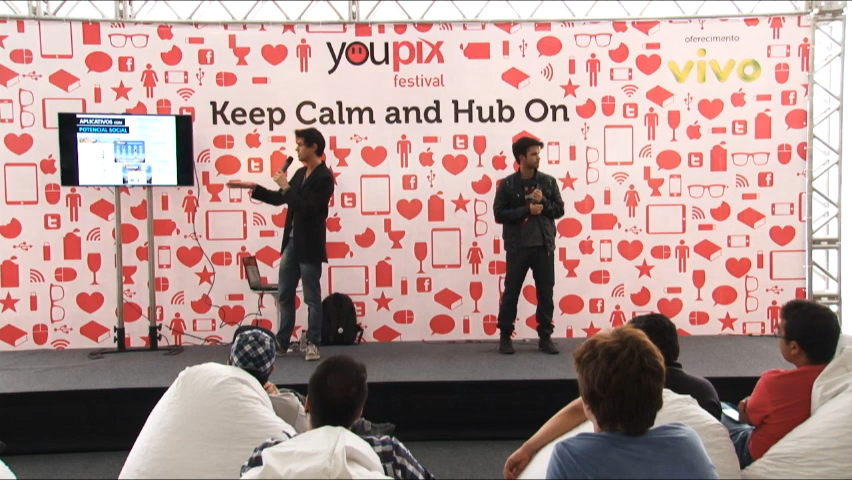 youpix
festival
oferecimento
vivo
Keep Calm and Hub On
APLICATIVOS COM
POTENCIAL SOCIAL